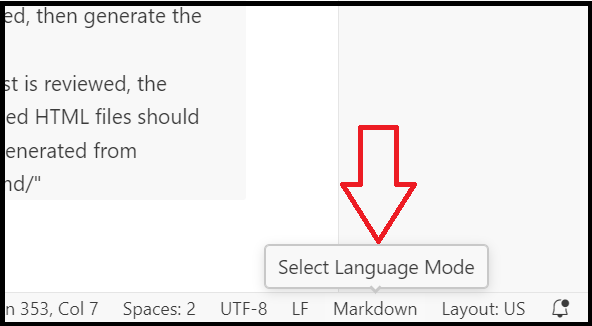 ed, then generate the
st is reviewed, the
ed HTML files should
enerated from
nd/"
Select Language Mode
n 353, Col 7 Spaces: 2 UTF-8 LF Markdown Layout: US